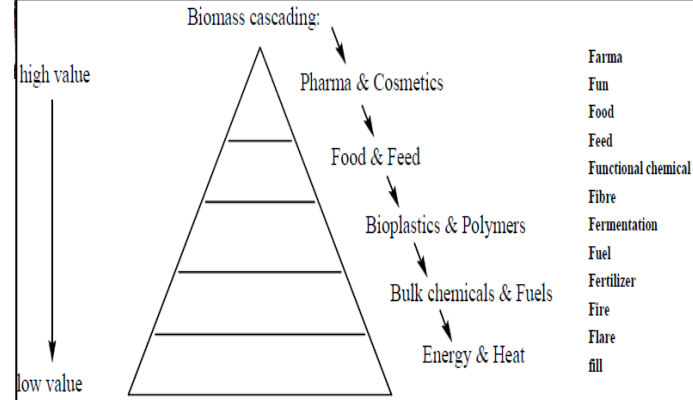 Biomass cascading:
high value
Pharma & Cosmetics
Food & Feed
Bioplastics & Polymers
Bulk chemicals & Fuels
Energy & Heat
low value
Farma
Fun
Food
Feed
Functional chemical
Fibre
Fermentation
Fuel
Fertilizer
Fire
Flare
fill